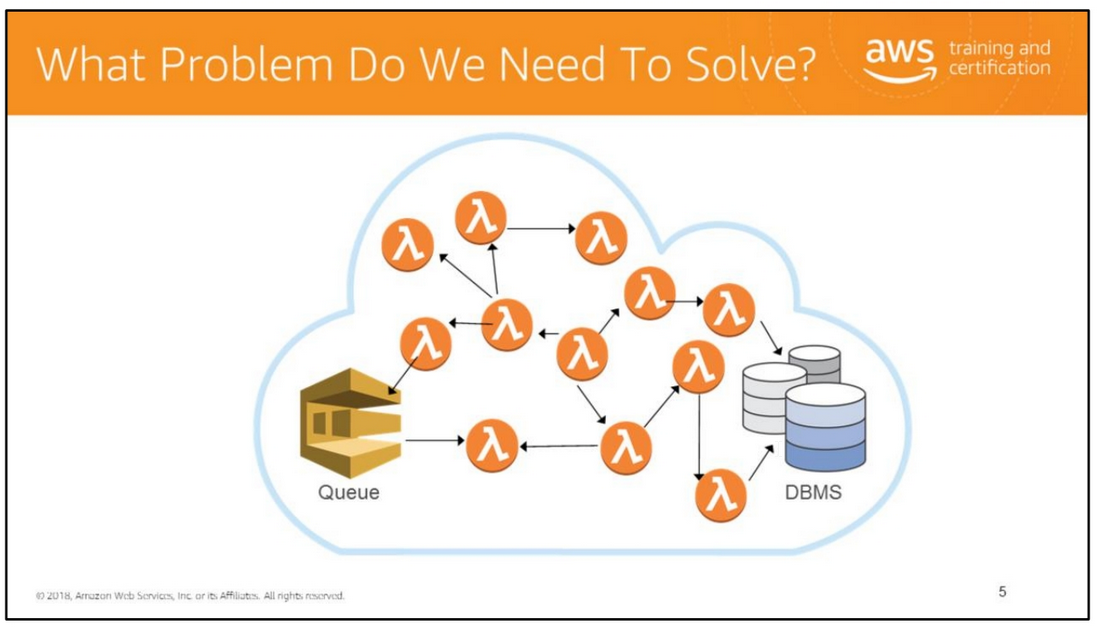 What Problem Do We Need To Solve?
aws training and
certification
λ
λ
λ
λ
λ
λ
λ
λ
λ
λ
λ
λ
Queue
DBMS
© 2018, Amazon Web Services, Inc. or its Affiliates. All rights reserved.
5